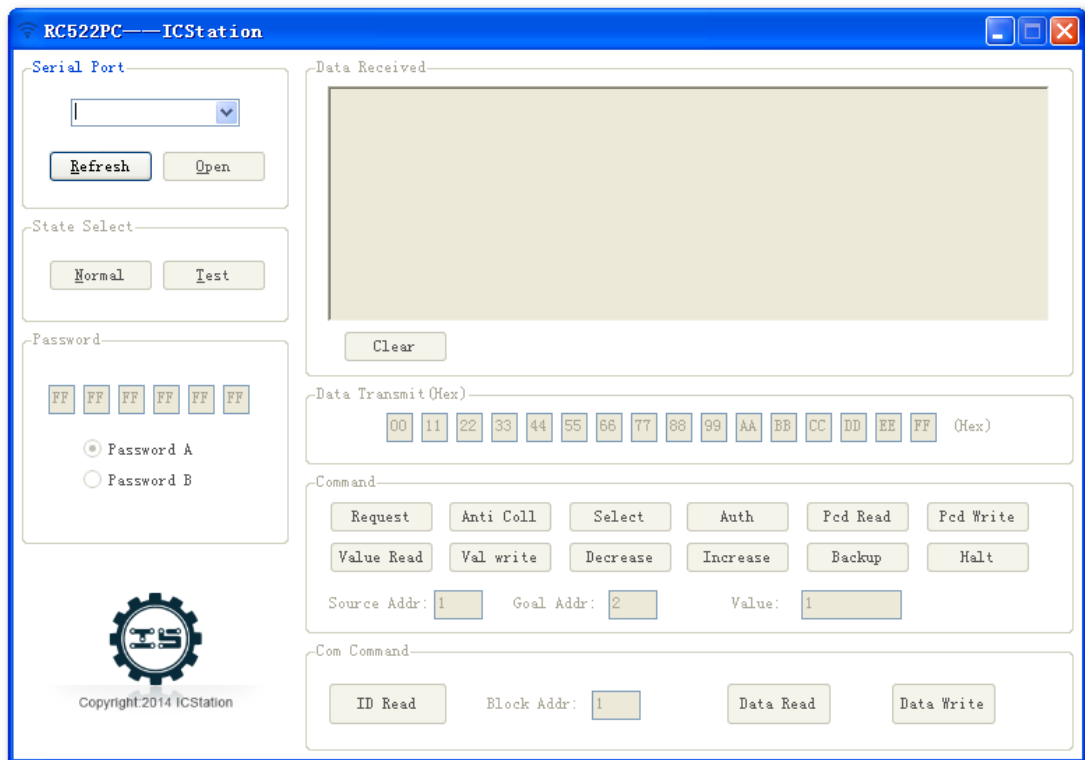 RC522PC——ICStation
Serial Port
Refresh
Open
State Select
Normal
Test
Password
FF FF FF FF FF FF
Password A
Password B
IS
Copyright:2014 ICStation
Data Received
Clear
Data Transmit(Hex)
00 11 22 33 44 55 66 77 88 99 AA BB CC DD EE FF (Hex)
Command
Request Anti Coll Select Auth Pcd Read Pcd Write
Value Read Val write Decrease Increase Backup Halt
Source Addr: 1 Goal Addr: 2 Value: 1
Com Command
ID Read Block Addr: 1 Data Read Data Write